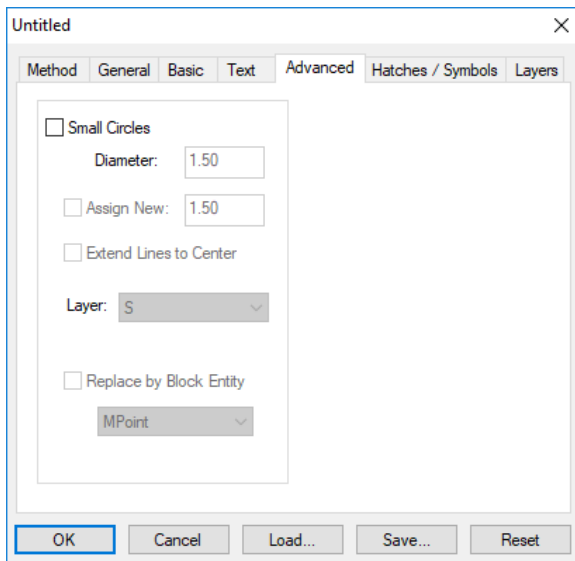 Untitled
Method General Basic Text Advanced Hatches / Symbols Layers
Small Circles
Diameter: 1.50
Assign New: 1.50
Extend Lines to Center
Layer: S
Replace by Block Entity
MPoint
OK Cancel Load... Save... Reset